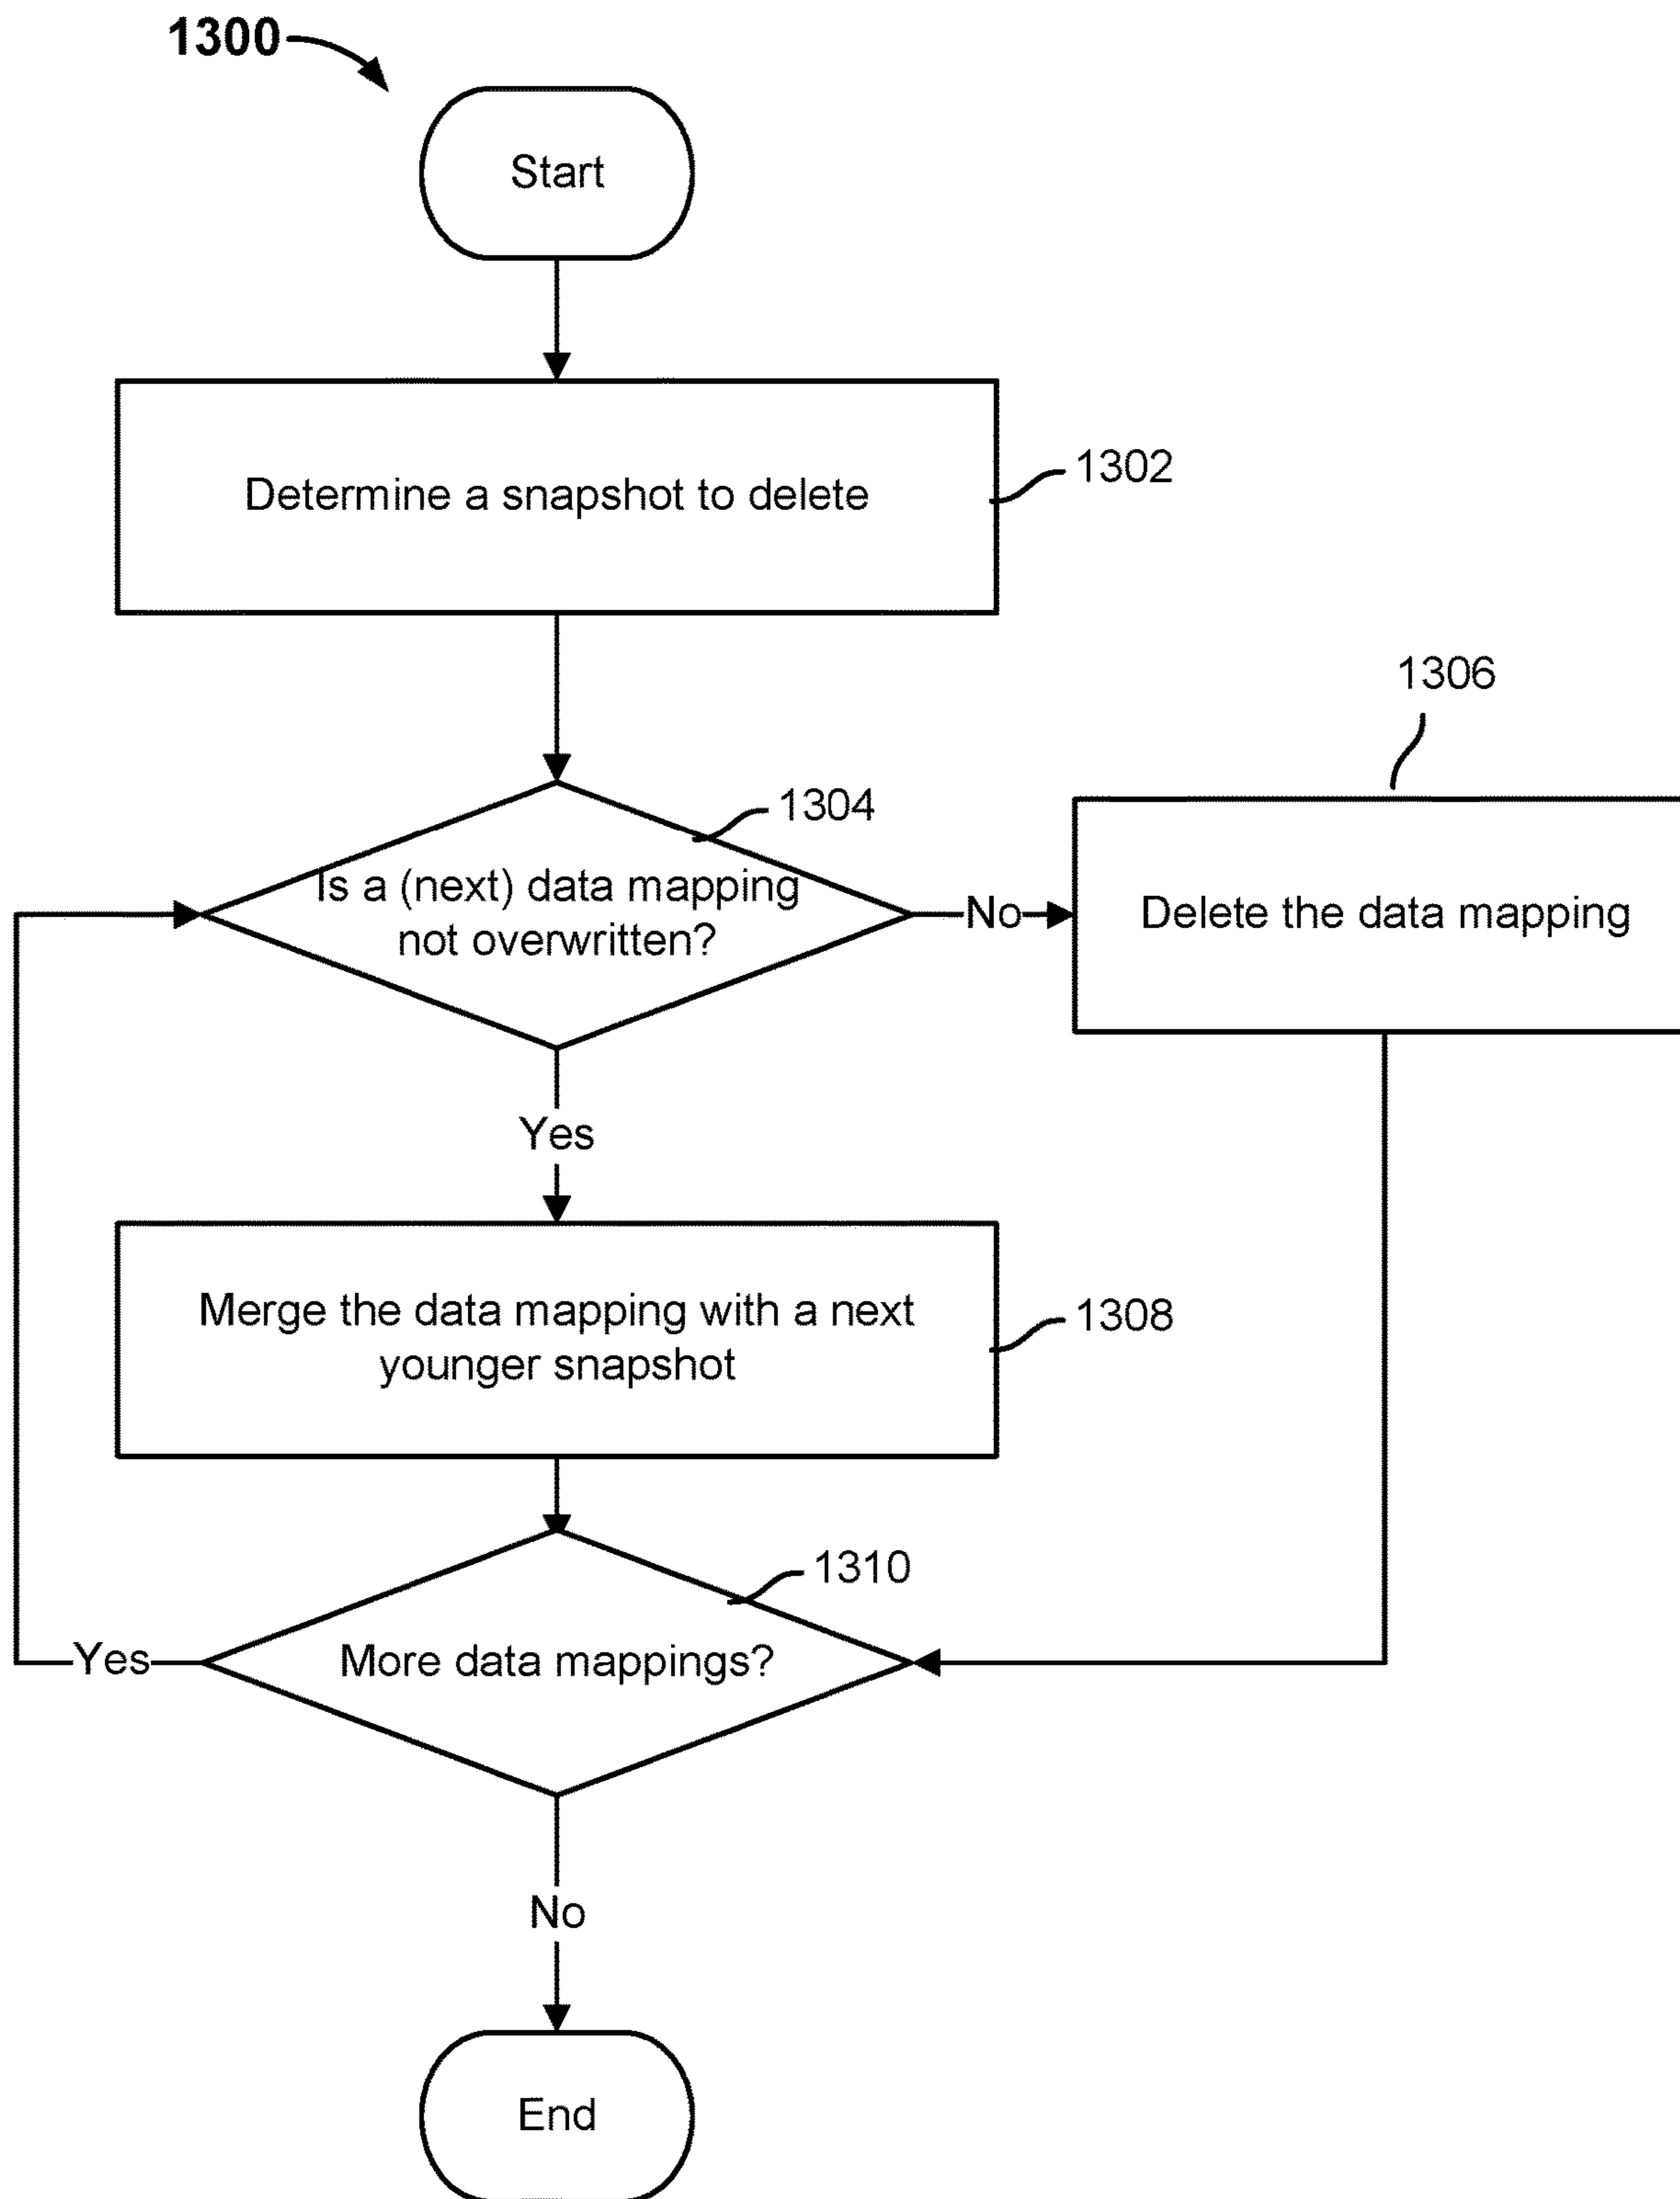 1300
Start
Determine a snapshot to delete
1302
1304
Is a (next) data mapping
not overwritten?
No
1306
Delete the data mapping
Yes
Merge the data mapping with a next
younger snapshot
1308
1310
More data mappings?
Yes
No
End